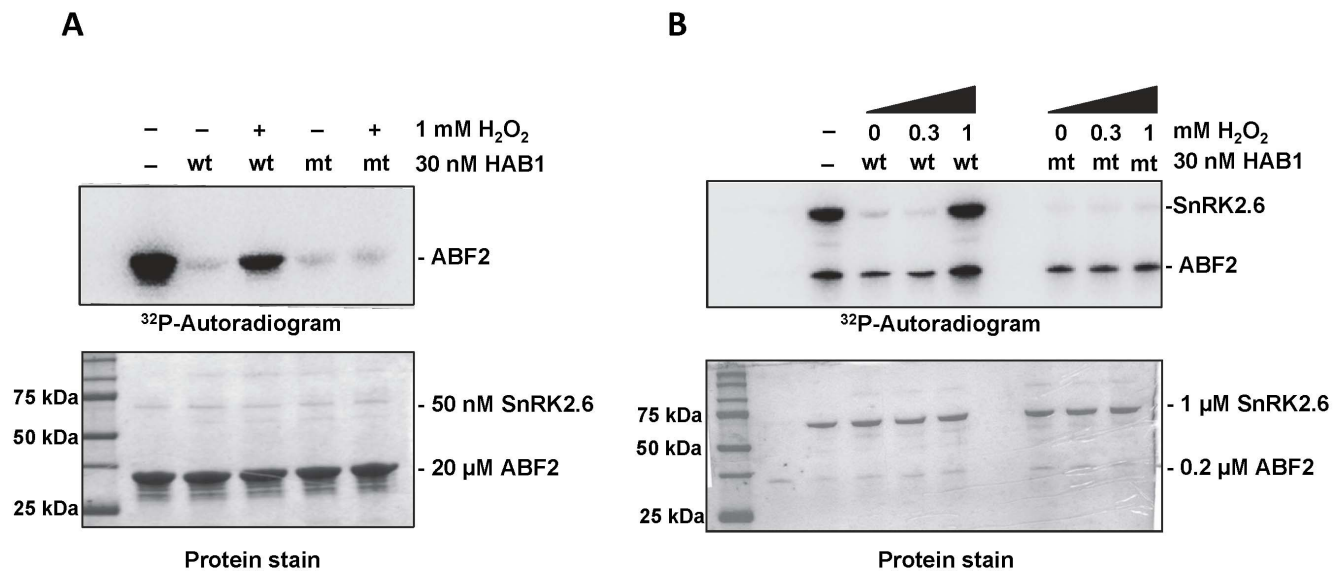 A
– – + – + 1 mM H₂O₂
– wt wt mt mt 30 nM HAB1
- ABF2
³²P-Autoradiogram
75 kDa
- 50 nM SnRK2.6
50 kDa
- 20 µM ABF2
25 kDa
Protein stain
B
– 0 0.3 1 0 0.3 1 mM H₂O₂
– wt wt wt mt mt mt 30 nM HAB1
-SnRK2.6
- ABF2
³²P-Autoradiogram
75 kDa
- 1 µM SnRK2.6
50 kDa
- 0.2 µM ABF2
25 kDa
Protein stain